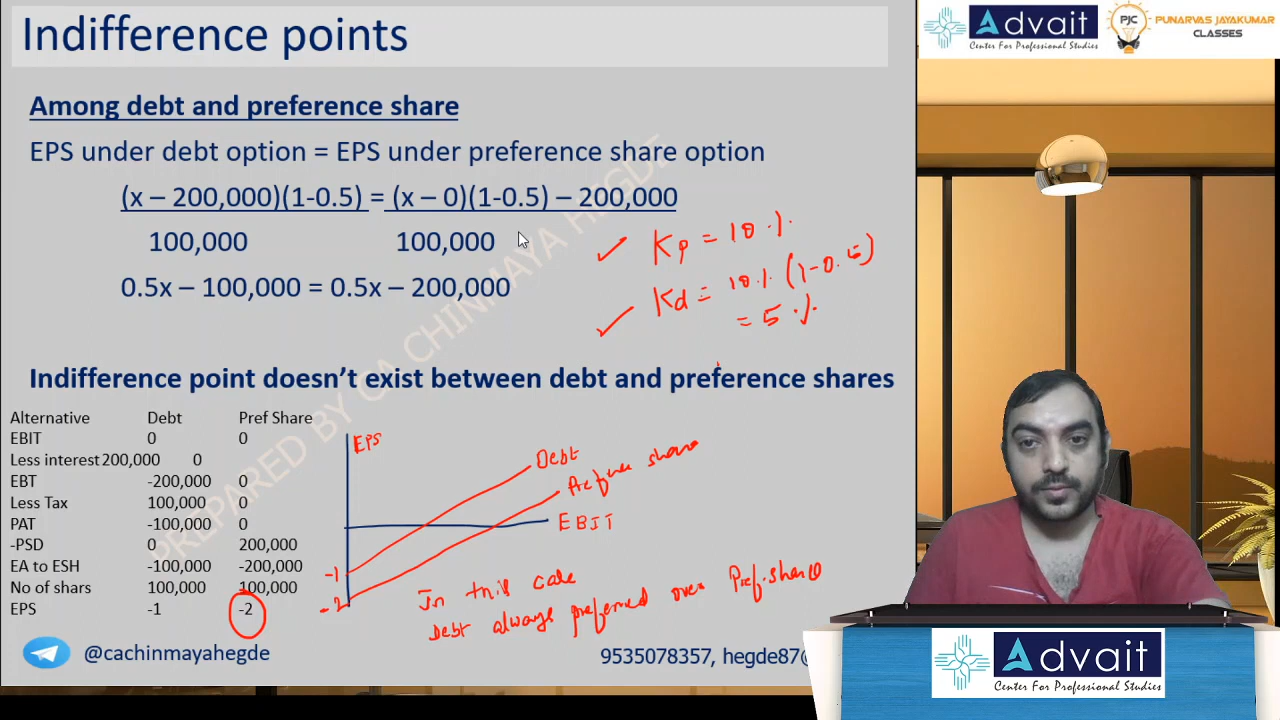 Indifference points
Advait
Center For Professional Studies
PJC
PUNARVAS JAYAKUMAR
CLASSES
Among debt and preference share
EPS under debt option = EPS under preference share option
(x – 200,000)(1-0.5) = (x – 0)(1-0.5) – 200,000
100,000 100,000
0.5x – 100,000 = 0.5x – 200,000
Kp = 10%
Kd = 10% (1-0.5)
= 5%
PREPARED BY CA CHINMAYA HEGDE
Indifference point doesn't exist between debt and preference shares
Alternative Debt Pref Share
EBIT 0 0
Less interest 200,000 0
EBT -200,000 0
Less Tax 100,000 0
PAT -100,000 0
-PSD 0 200,000
EA to ESH -100,000 -200,000
No of shars 100,000 100,000
EPS -1 -2
EPS
Debt
share
EBIT
-1
-2
In this case
Debt always preferred over Pref.share
@cachinmayahegde
9535078357, hegde87@
Advait
Center For Professional Studies